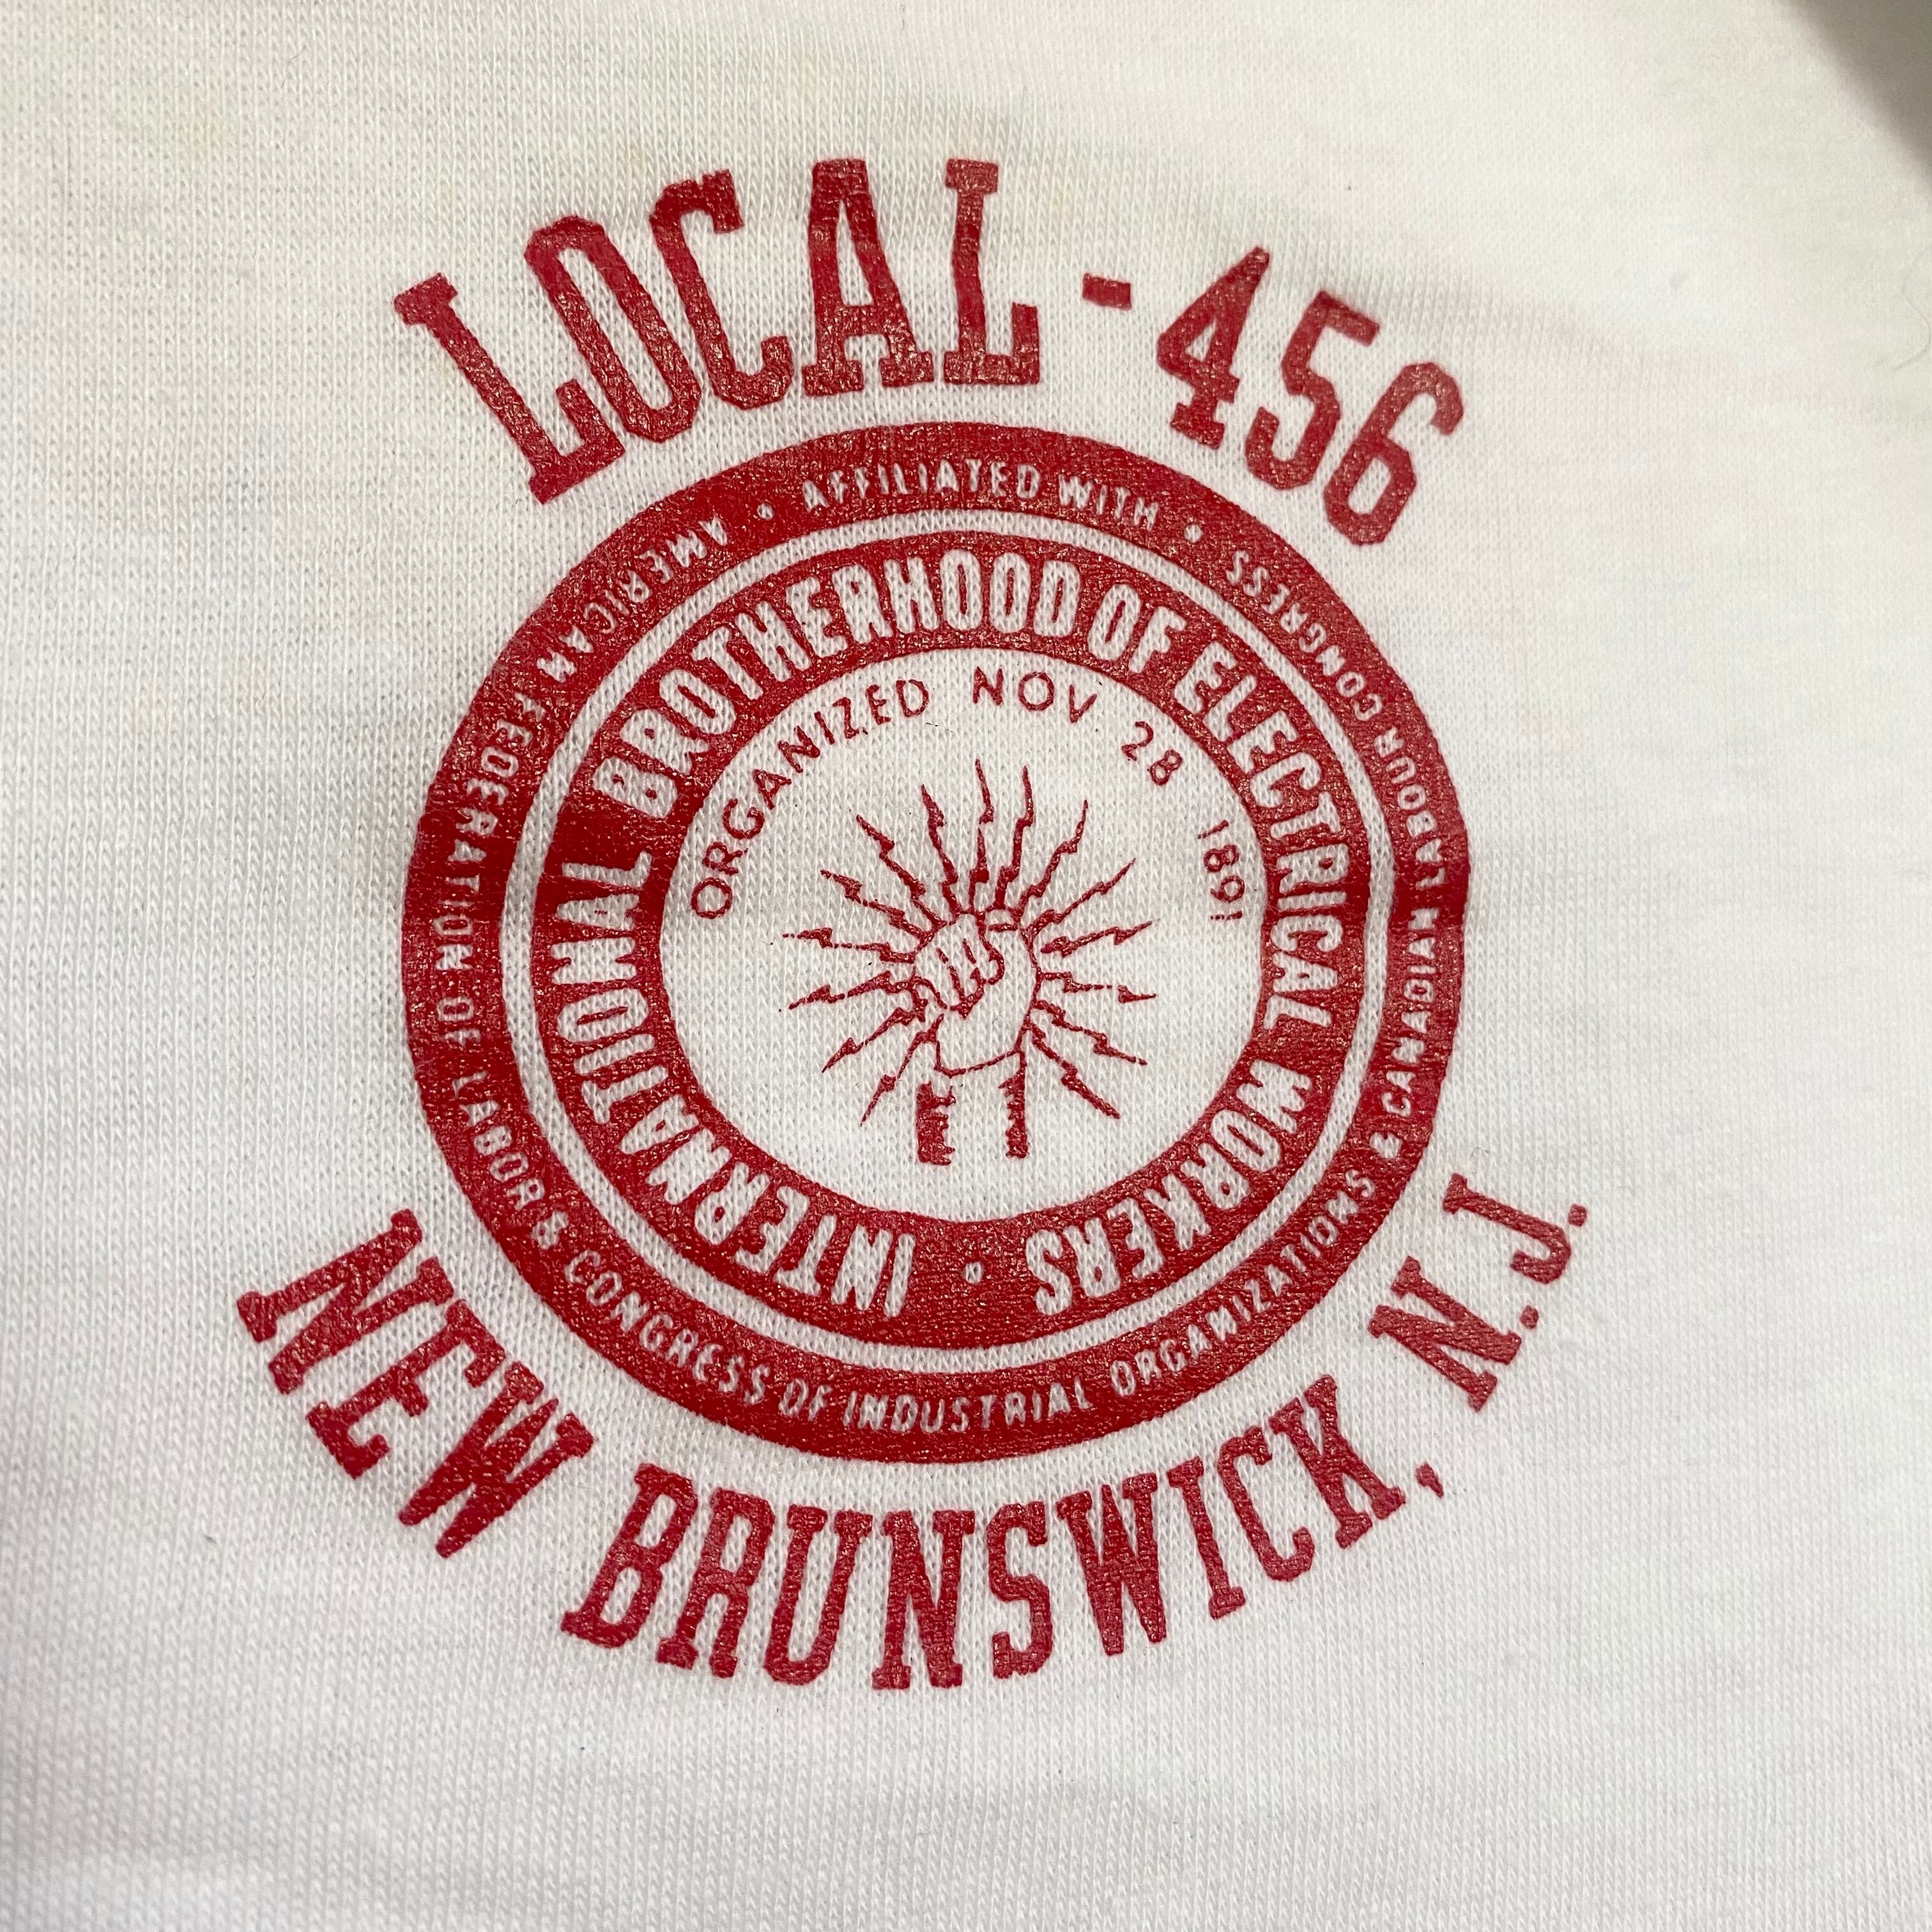 LOCAL - 456
· AFFILIATED WITH ·
AMERICAN FEDERATION OF LABOR & CONGRESS OF INDUSTRIAL ORGANIZATIONS & CANADIAN LABOUR CONGRESS
INTERNATIONAL BROTHERHOOD OF ELECTRICAL WORKERS ·
ORGANIZED NOV 28 1891
NEW BRUNSWICK, N.J.